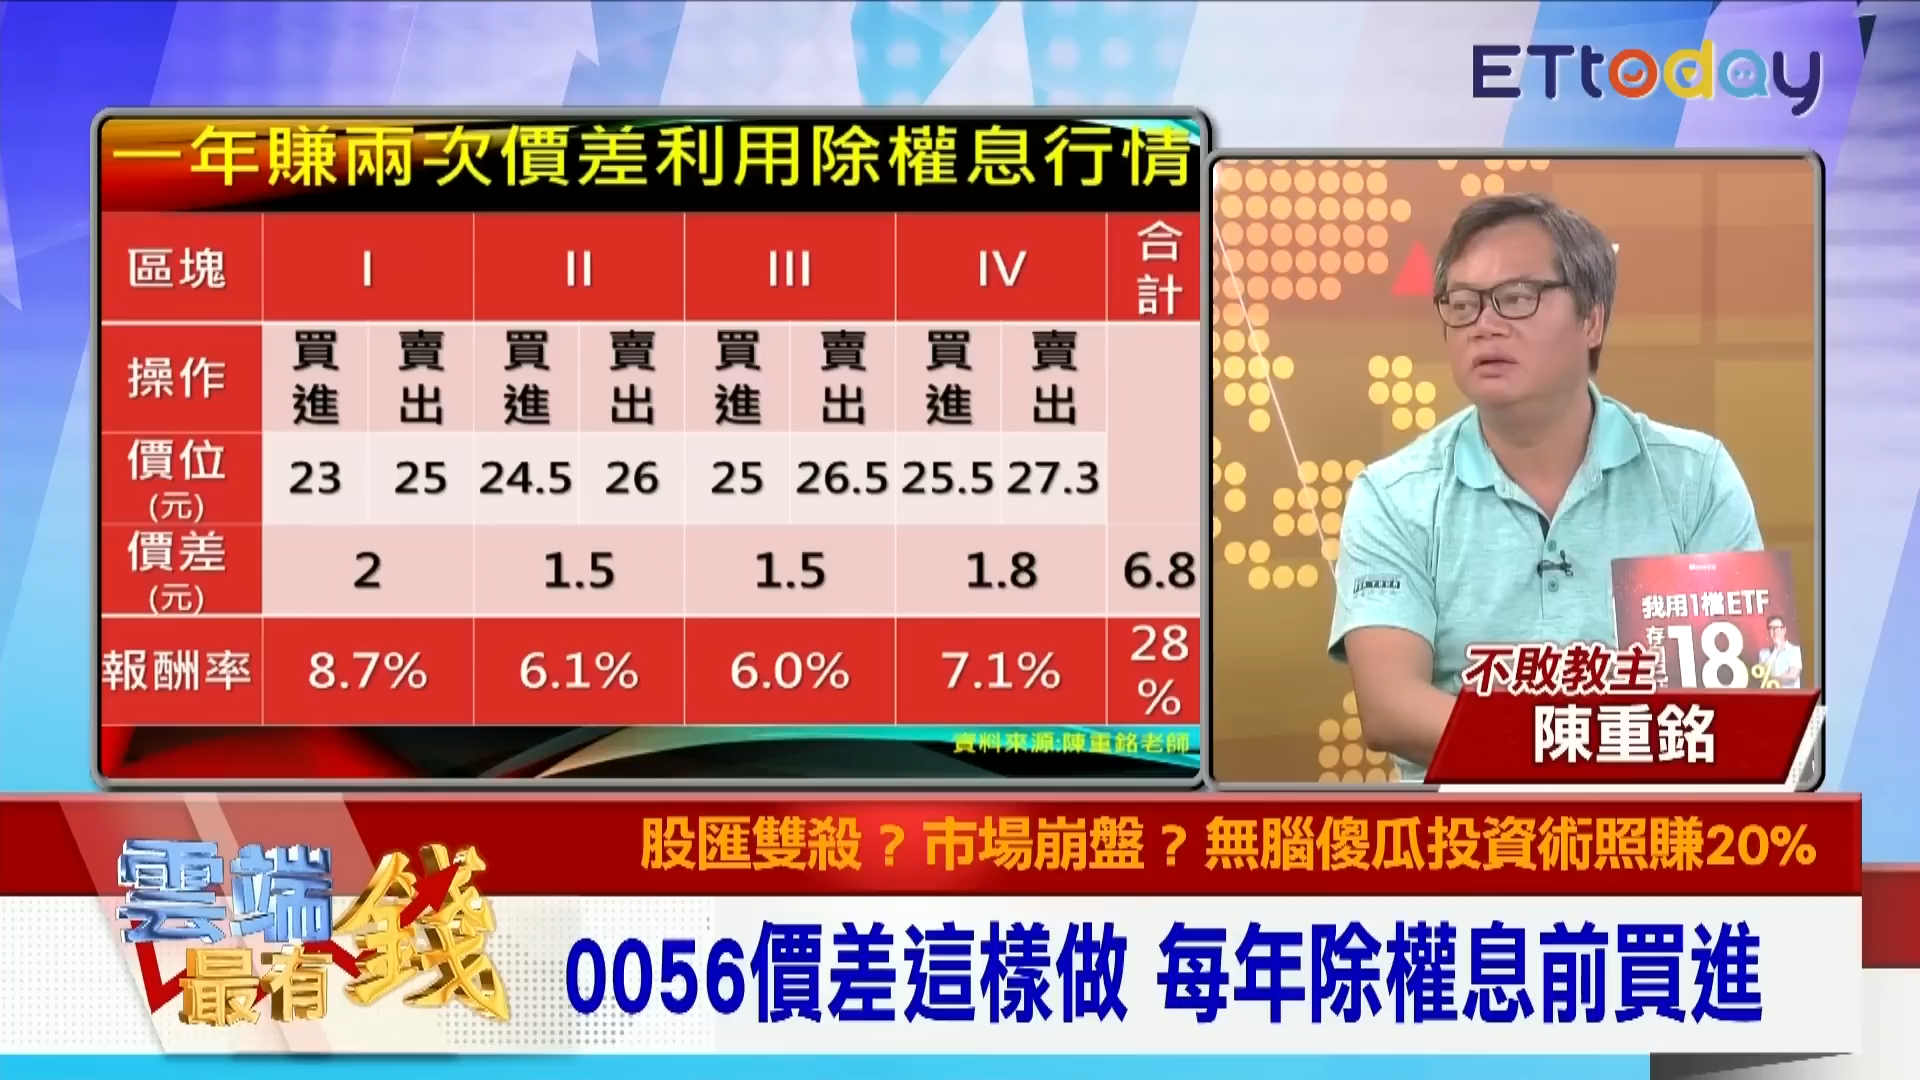 ETtoday
一年賺兩次價差利用除權息行情
區塊 I II III IV 合計
操作 買進 賣出 買進 賣出 買進 賣出 買進 賣出
價位(元) 23 25 24.5 26 25 26.5 25.5 27.3
價差(元) 2 1.5 1.5 1.8 6.8
報酬率 8.7% 6.1% 6.0% 7.1% 28%
資料來源:陳重銘老師
我用1檔ETF
存
18%
不敗教主
陳重銘
股匯雙殺?市場崩盤?無腦傻瓜投資術照賺20%
雲端最有錢
0056價差這樣做 每年除權息前買進